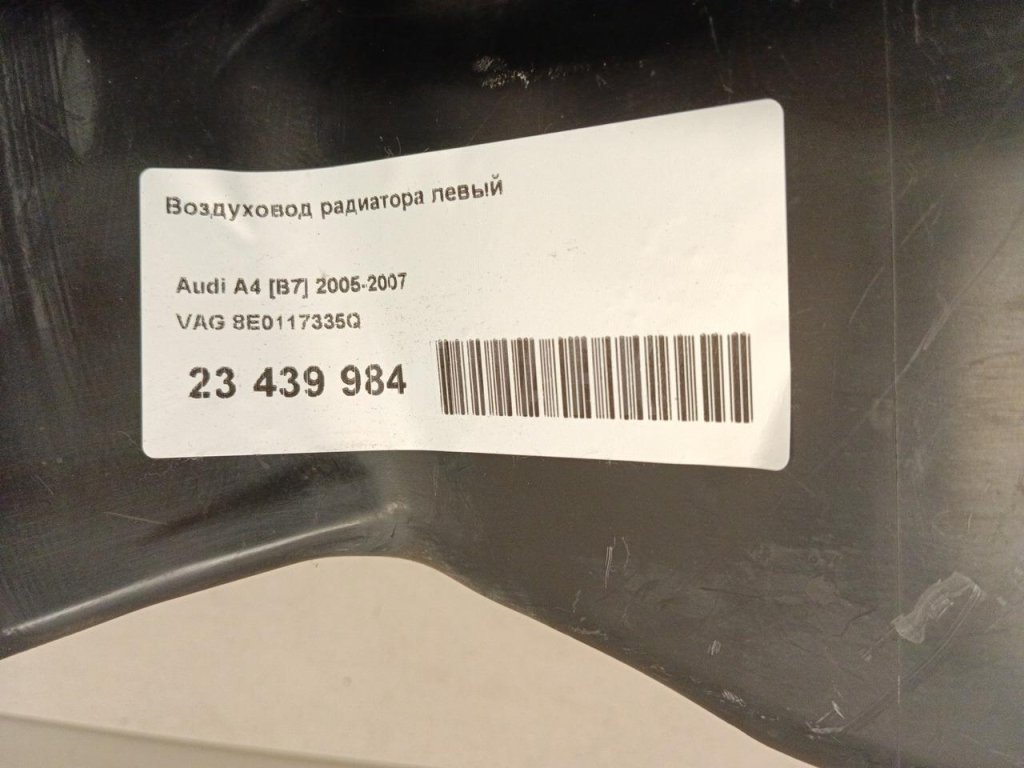 Воздуховод радиатора левый
Audi A4 [B7] 2005-2007
VAG 8E0117335Q
23 439 984